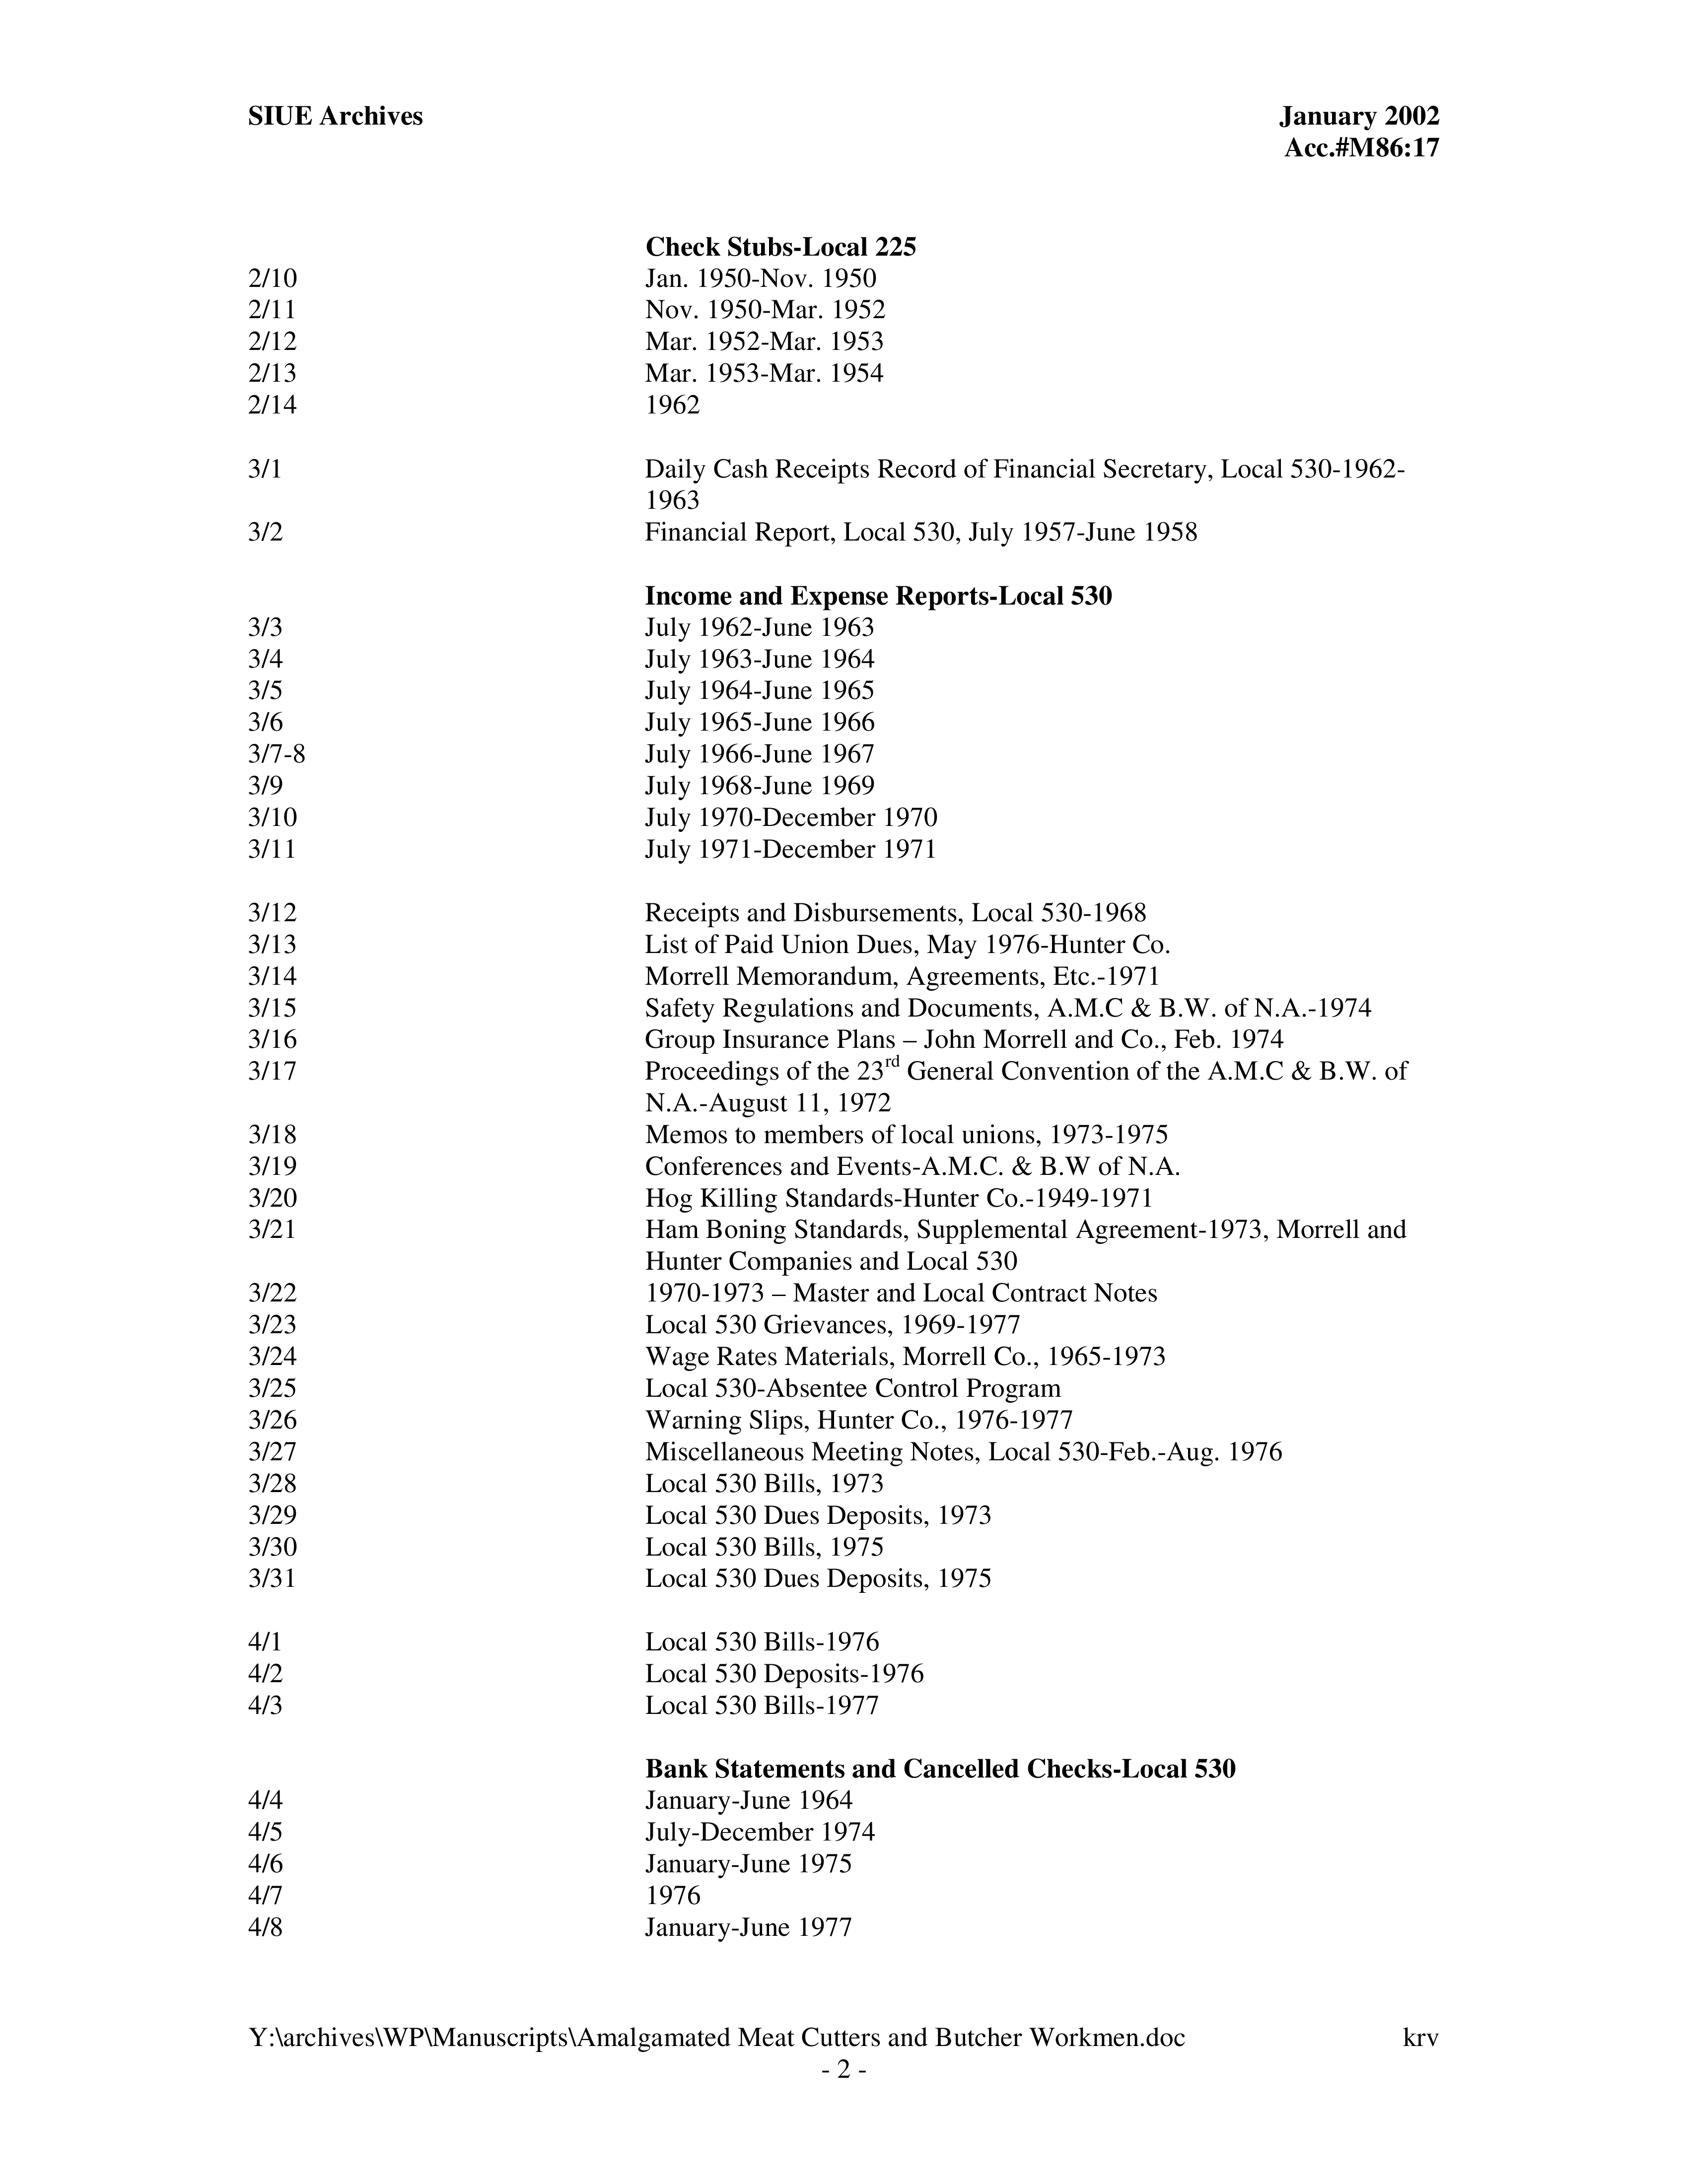 SIUE Archives January 2002
Acc.#M86:17
Check Stubs-Local 225
2/10 Jan. 1950-Nov. 1950
2/11 Nov. 1950-Mar. 1952
2/12 Mar. 1952-Mar. 1953
2/13 Mar. 1953-Mar. 1954
2/14 1962
3/1 Daily Cash Receipts Record of Financial Secretary, Local 530-1962-
1963
3/2 Financial Report, Local 530, July 1957-June 1958
Income and Expense Reports-Local 530
3/3 July 1962-June 1963
3/4 July 1963-June 1964
3/5 July 1964-June 1965
3/6 July 1965-June 1966
3/7-8 July 1966-June 1967
3/9 July 1968-June 1969
3/10 July 1970-December 1970
3/11 July 1971-December 1971
3/12 Receipts and Disbursements, Local 530-1968
3/13 List of Paid Union Dues, May 1976-Hunter Co.
3/14 Morrell Memorandum, Agreements, Etc.-1971
3/15 Safety Regulations and Documents, A.M.C & B.W. of N.A.-1974
3/16 Group Insurance Plans – John Morrell and Co., Feb. 1974
3/17 Proceedings of the 23rd General Convention of the A.M.C & B.W. of
N.A.-August 11, 1972
3/18 Memos to members of local unions, 1973-1975
3/19 Conferences and Events-A.M.C. & B.W of N.A.
3/20 Hog Killing Standards-Hunter Co.-1949-1971
3/21 Ham Boning Standards, Supplemental Agreement-1973, Morrell and
Hunter Companies and Local 530
3/22 1970-1973 – Master and Local Contract Notes
3/23 Local 530 Grievances, 1969-1977
3/24 Wage Rates Materials, Morrell Co., 1965-1973
3/25 Local 530-Absentee Control Program
3/26 Warning Slips, Hunter Co., 1976-1977
3/27 Miscellaneous Meeting Notes, Local 530-Feb.-Aug. 1976
3/28 Local 530 Bills, 1973
3/29 Local 530 Dues Deposits, 1973
3/30 Local 530 Bills, 1975
3/31 Local 530 Dues Deposits, 1975
4/1 Local 530 Bills-1976
4/2 Local 530 Deposits-1976
4/3 Local 530 Bills-1977
Bank Statements and Cancelled Checks-Local 530
4/4 January-June 1964
4/5 July-December 1974
4/6 January-June 1975
4/7 1976
4/8 January-June 1977
Y:\archives\WP\Manuscripts\Amalgamated Meat Cutters and Butcher Workmen.doc krv
- 2 -